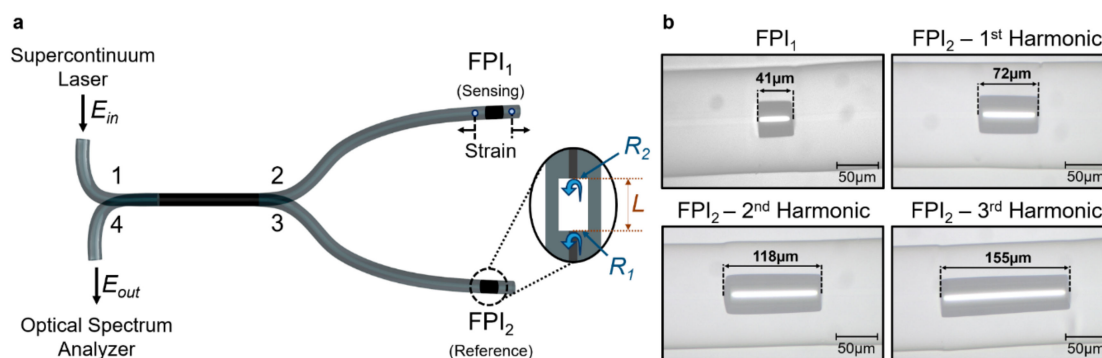 a
Supercontinuum
Laser
E_in
1
2
4
3
E_out
Optical Spectrum
Analyzer
FPI₁
(Sensing)
Strain
R₂
L
R₁
FPI₂
(Reference)
b
FPI₁
41μm
50μm
FPI₂ – 1ˢᵗ Harmonic
72μm
50μm
FPI₂ – 2ⁿᵈ Harmonic
118μm
50μm
FPI₂ – 3ʳᵈ Harmonic
155μm
50μm